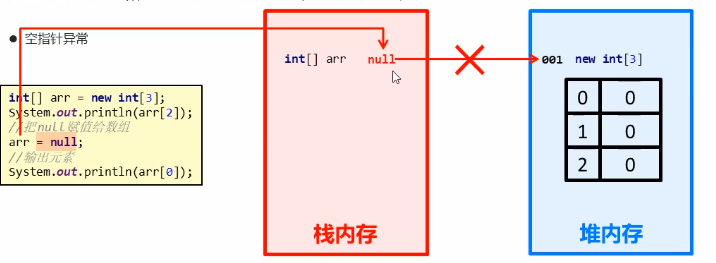 ● 空指针异常
int[] arr = new int[3];
System.out.println(arr[2]);
//把null赋值给数组
arr = null;
//输出元素
System.out.println(arr[0]);
int[] arr null
栈内存
001 new int[3]
0 0
1 0
2 0
堆内存